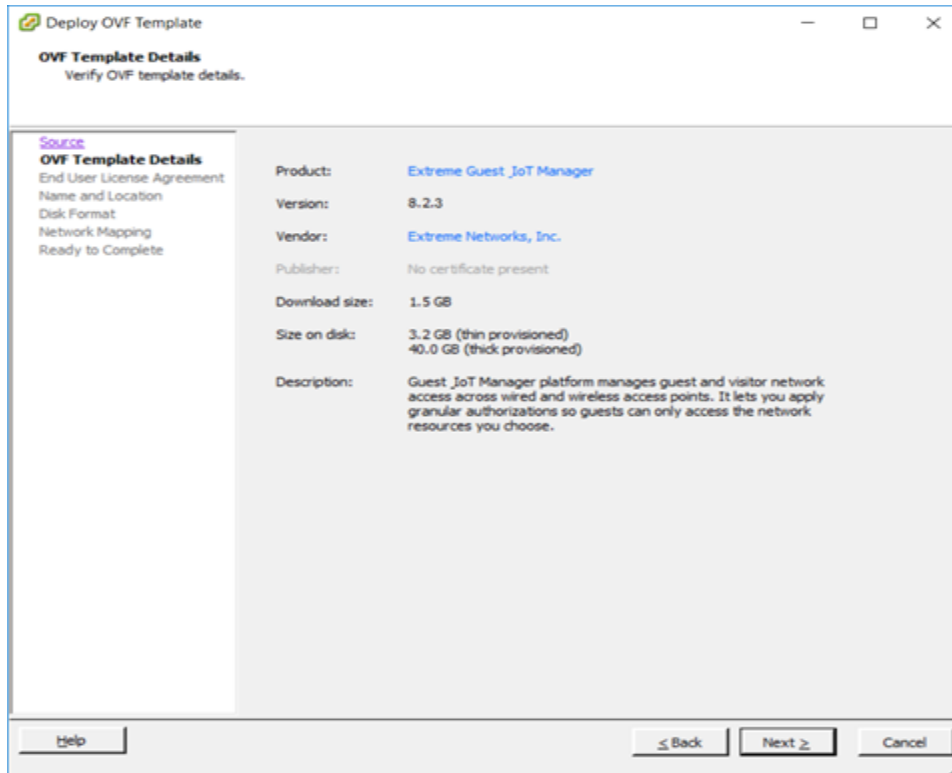 Deploy OVF Template
OVF Template Details
Verify OVF template details.
Source
OVF Template Details
End User License Agreement
Name and Location
Disk Format
Network Mapping
Ready to Complete
Product: Extreme Guest_IoT Manager
Version: 8.2.3
Vendor: Extreme Networks, Inc.
Publisher: No certificate present
Download size: 1.5 GB
Size on disk: 3.2 GB (thin provisioned)
40.0 GB (thick provisioned)
Description: Guest_IoT Manager platform manages guest and visitor network
access across wired and wireless access points. It lets you apply
granular authorizations so guests can only access the network
resources you choose.
Help
< Back
Next >
Cancel